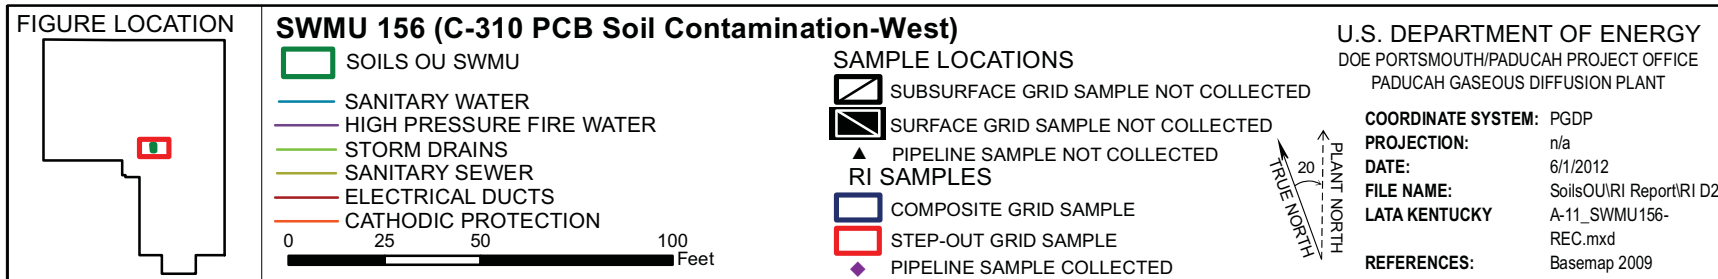 FIGURE LOCATION
SWMU 156 (C-310 PCB Soil Contamination-West)
SOILS OU SWMU
SANITARY WATER
HIGH PRESSURE FIRE WATER
STORM DRAINS
SANITARY SEWER
ELECTRICAL DUCTS
CATHODIC PROTECTION
0 25 50 100
Feet
SAMPLE LOCATIONS
SUBSURFACE GRID SAMPLE NOT COLLECTED
SURFACE GRID SAMPLE NOT COLLECTED
PIPELINE SAMPLE NOT COLLECTED
RI SAMPLES
COMPOSITE GRID SAMPLE
STEP-OUT GRID SAMPLE
PIPELINE SAMPLE COLLECTED
TRUE NORTH
20
PLANT NORTH
U.S. DEPARTMENT OF ENERGY
DOE PORTSMOUTH/PADUCAH PROJECT OFFICE
PADUCAH GASEOUS DIFFUSION PLANT
COORDINATE SYSTEM: PGDP
PROJECTION: n/a
DATE: 6/1/2012
FILE NAME: SoilsOU\RI Report\RI D2
LATA KENTUCKY A-11_SWMU156-
REC.mxd
REFERENCES: Basemap 2009